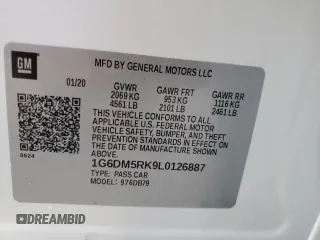 GM
MFD BY GENERAL MOTORS LLC
01/20
GVWR GAWR FRT GAWR RR
2069 KG 953 KG 1116 KG
4561 LB 2101 LB 2461 LB
THIS VEHICLE CONFORMS TO ALL APPLICABLE
U.S. FEDERAL MOTOR VEHICLE
SAFETY, BUMPER, AND THEFT
PREVENTION STANDARDS IN EFFECT ON THE DATE
OF MANUFACTURE SHOWN ABOVE.
8624
1G6DM5RK9L0126887
TYPE: PASS CAR
MODEL: 976DB79
DREAMBID